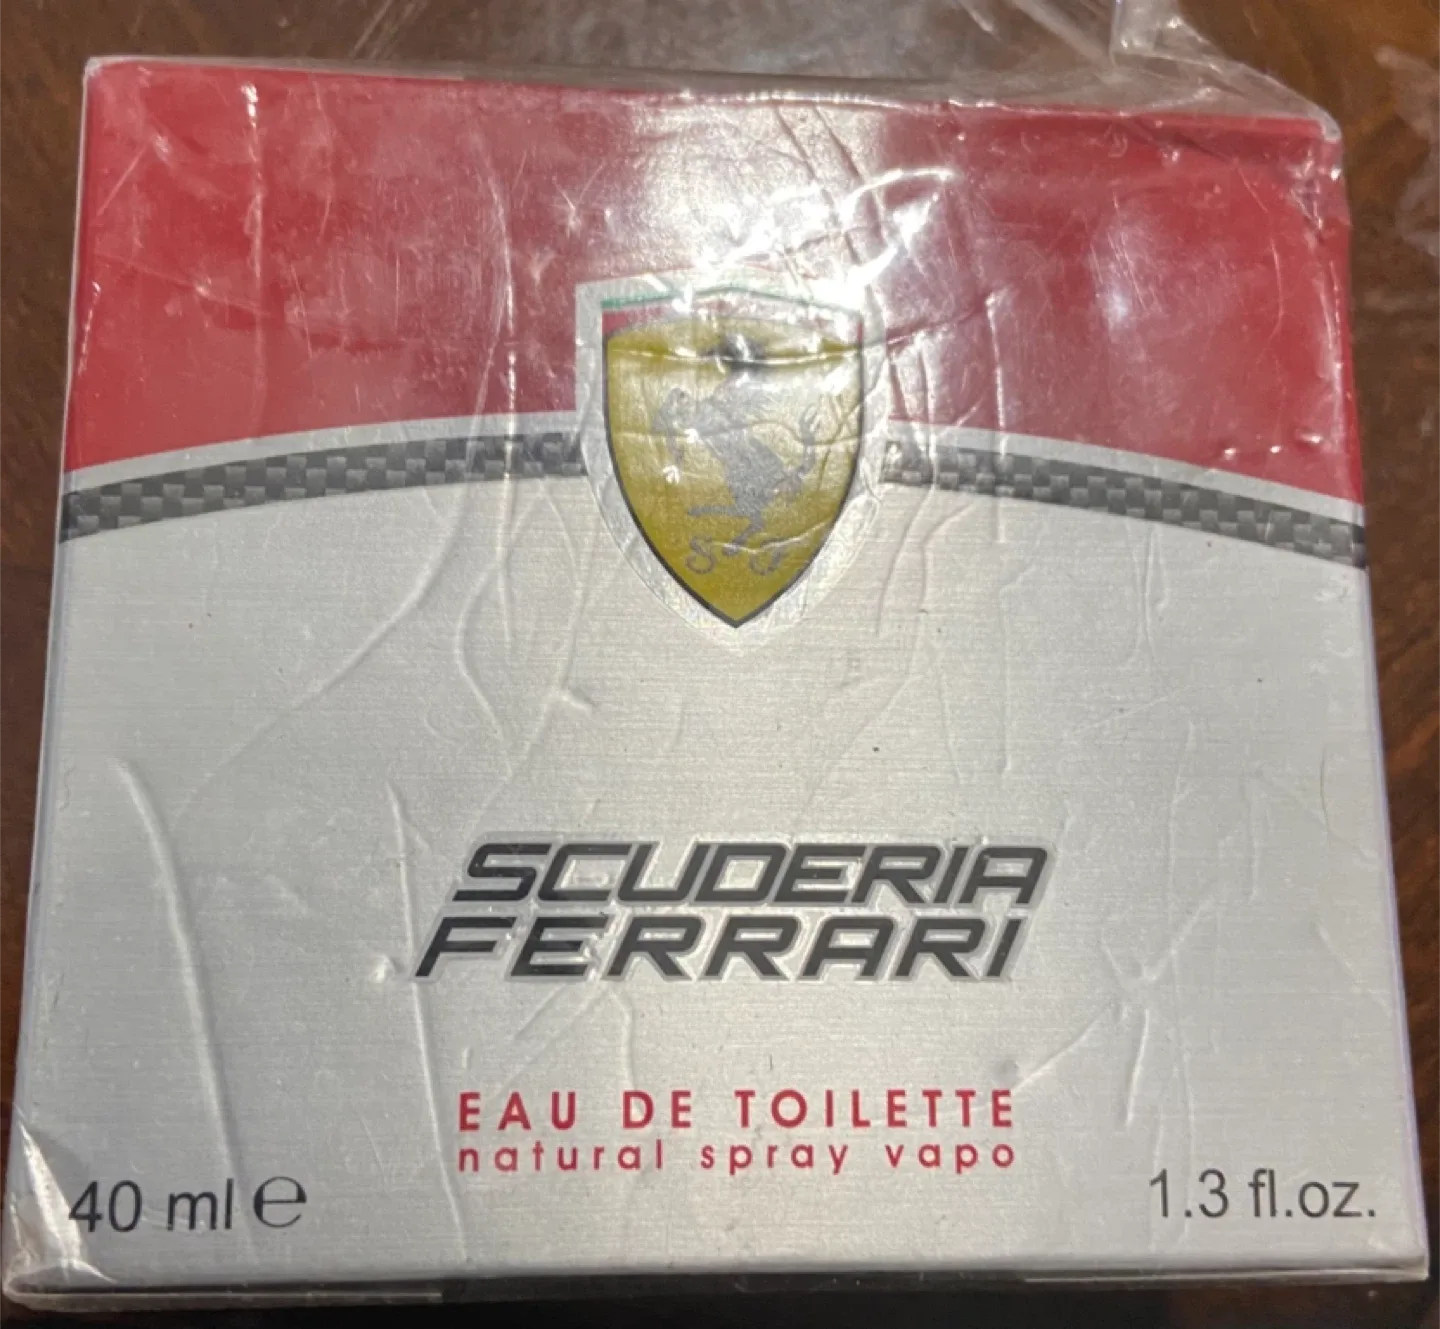 S F
SCUDERIA
FERRARI
EAU DE TOILETTE
natural spray vapo
40 ml ℮
1.3 fl.oz.